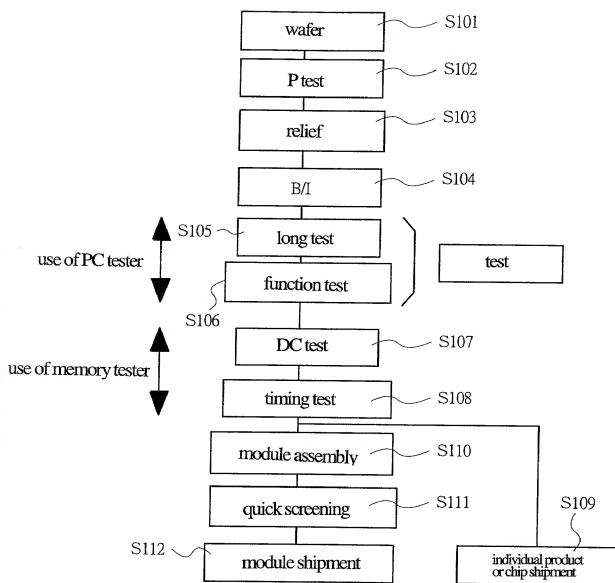 wafer
S101
P test
S102
relief
S103
B/I
S104
S105
long test
use of PC tester
test
function test
S106
DC test
S107
use of memory tester
timing test
S108
module assembly
S110
quick screening
S111
S109
S112
module shipment
individual product
or chip shipment